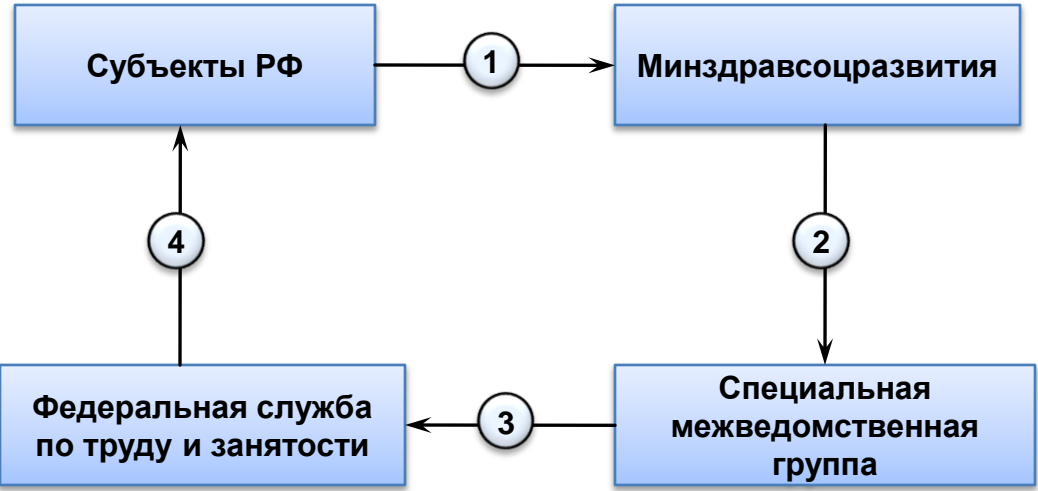 Субъекты РФ
1
Минздравсоцразвития
4
2
Федеральная служба
по труду и занятости
3
Специальная
межведомственная
группа